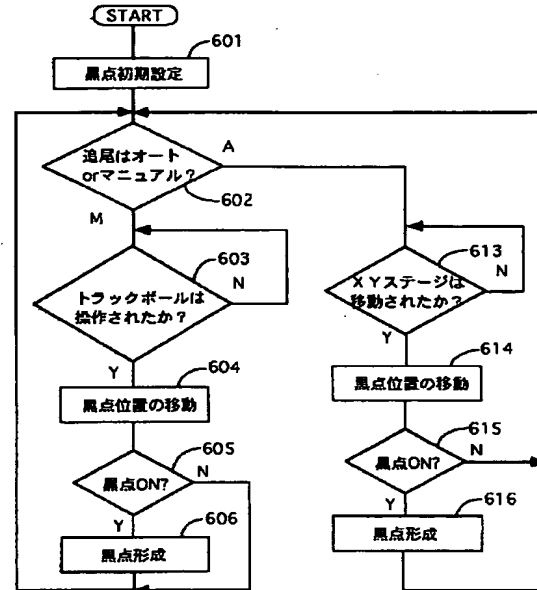 START
601
黒点初期設定
追尾はオート
orマニュアル？
A
602
M
603
N
トラックボールは
操作されたか？
Y
604
黒点位置の移動
605
黒点ON?
N
Y
606
黒点形成
613
N
XYステージは
移動されたか？
Y
614
黒点位置の移動
615
黒点ON?
N
Y
616
黒点形成